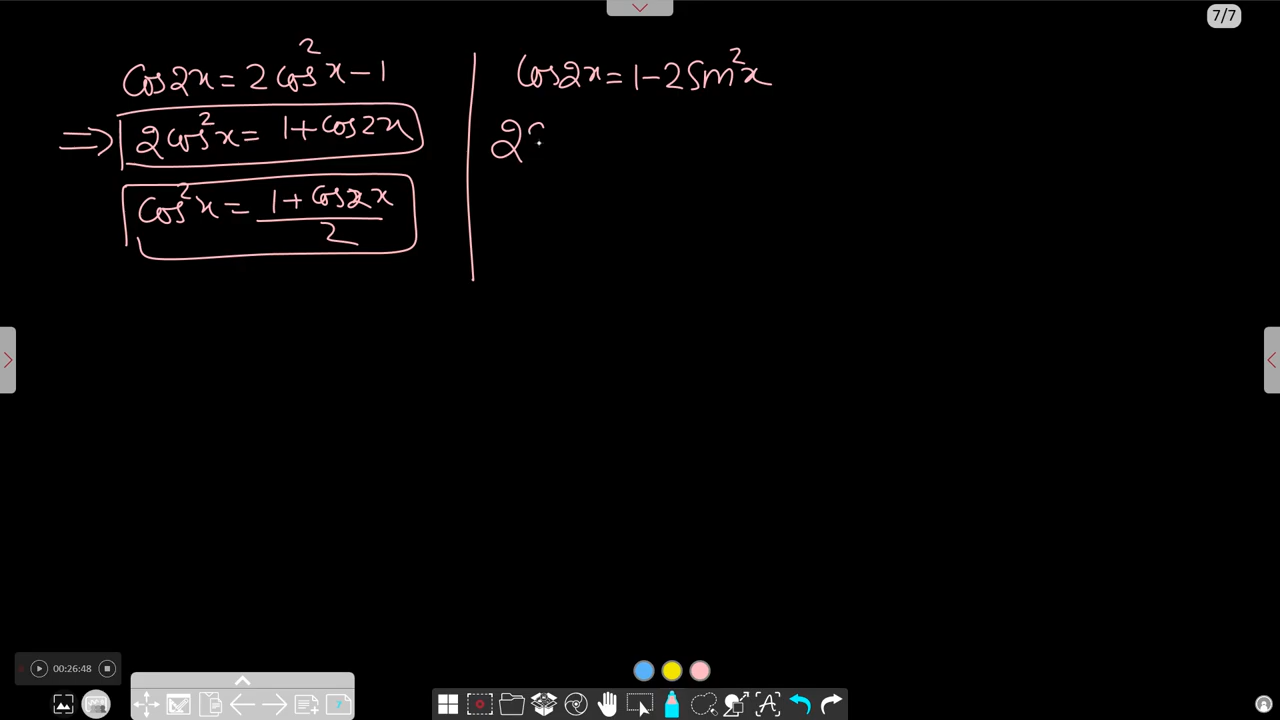 7/7
Cos2x = 2cos²x - 1
⇒ 2cos²x = 1 + cos2x
cos²x = (1 + cos2x)/2
Cos2x = 1 - 2Sin²x
2
00:26:48
7